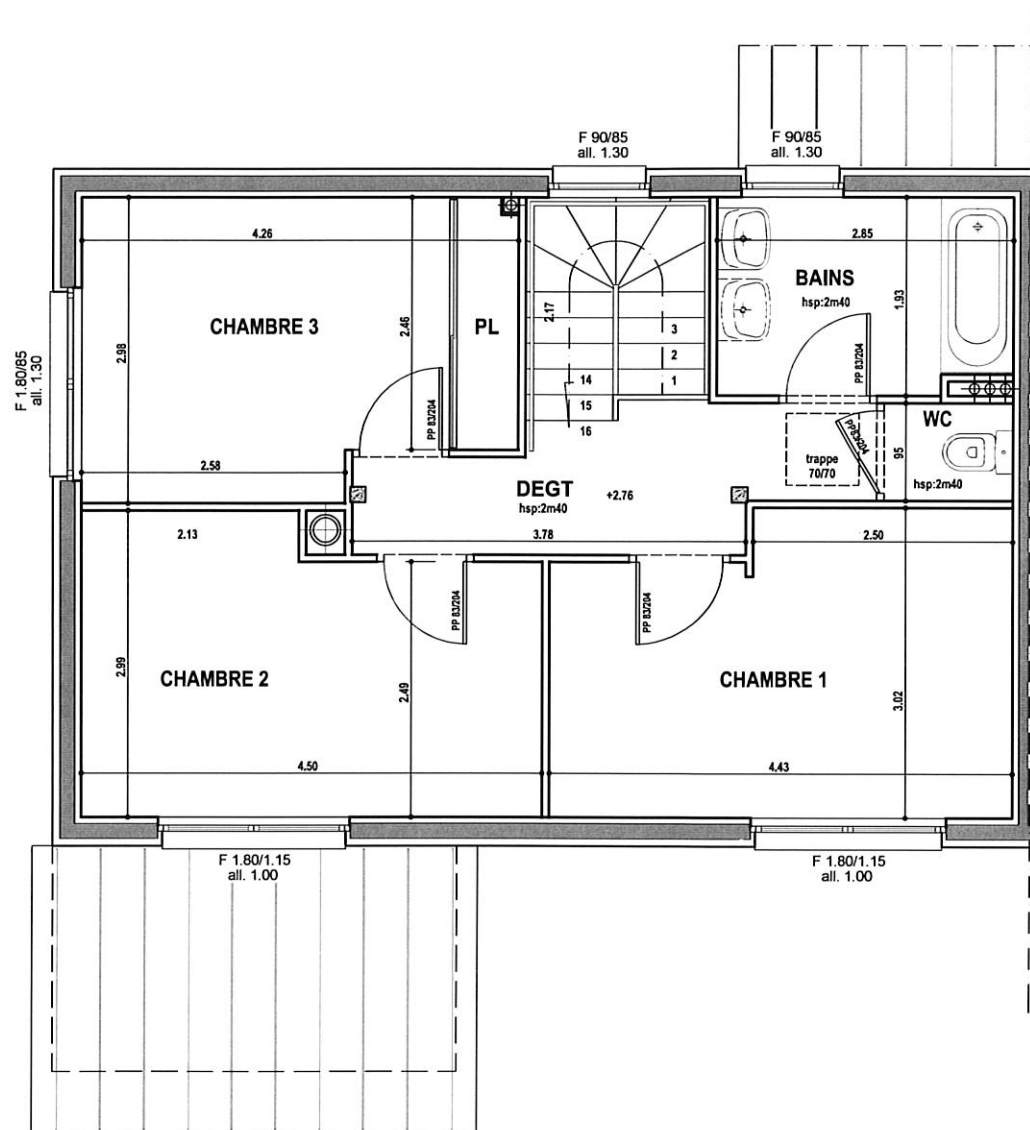 F 90/85
all. 1.30
F 90/85
all. 1.30
4.26
2.85
BAINS
hsp:2m40
1.93
CHAMBRE 3
2.46
PL
2.17
3
2
1
14
15
16
2.98
F 1.80/85
all. 1.30
PP 83/204
PP 83/204
PP83/204
WC
95
hsp:2m40
trappe
70/70
2.58
DEGT
hsp:2m40
+2.76
3.78
2.13
2.50
PP 83/204
PP 83/204
2.99
CHAMBRE 2
2.49
CHAMBRE 1
3.02
4.50
4.43
F 1.80/1.15
all. 1.00
F 1.80/1.15
all. 1.00